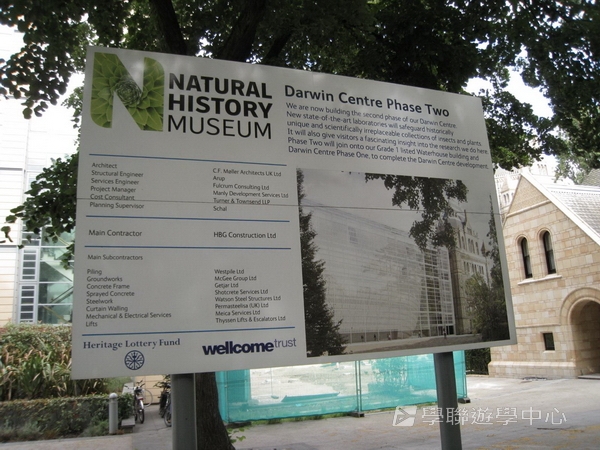 N NATURAL
HISTORY
MUSEUM
Darwin Centre Phase Two
We are now building the second phase of our Darwin Centre.
New state-of-the-art laboratories will safeguard historically
unique and scientifically irreplaceable collections of insects and plants.
It will also give visitors a fascinating insight into the research we do here.
Phase Two will join onto our Grade 1 listed Waterhouse building and
Darwin Centre Phase One, to complete the Darwin Centre development.
Architect C.F. Møller Architects UK Ltd
Structural Engineer Arup
Services Engineer Fulcrum Consulting Ltd
Project Manager Manly Development Services Ltd
Cost Consultant Turner & Townsend LLP
Planning Supervisor Schal
Main Contractor HBG Construction Ltd
Main Subcontractors
Piling Westpile Ltd
Groundworks McGee Group Ltd
Concrete Frame Getjar Ltd
Sprayed Concrete Shotcrete Services Ltd
Steelwork Watson Steel Structures Ltd
Curtain Walling Permasteelisa (UK) Ltd
Mechanical & Electrical Services Meica Services Ltd
Lifts Thyssen Lifts & Escalators Ltd
Heritage Lottery Fund
wellcometrust
學聯遊學中心